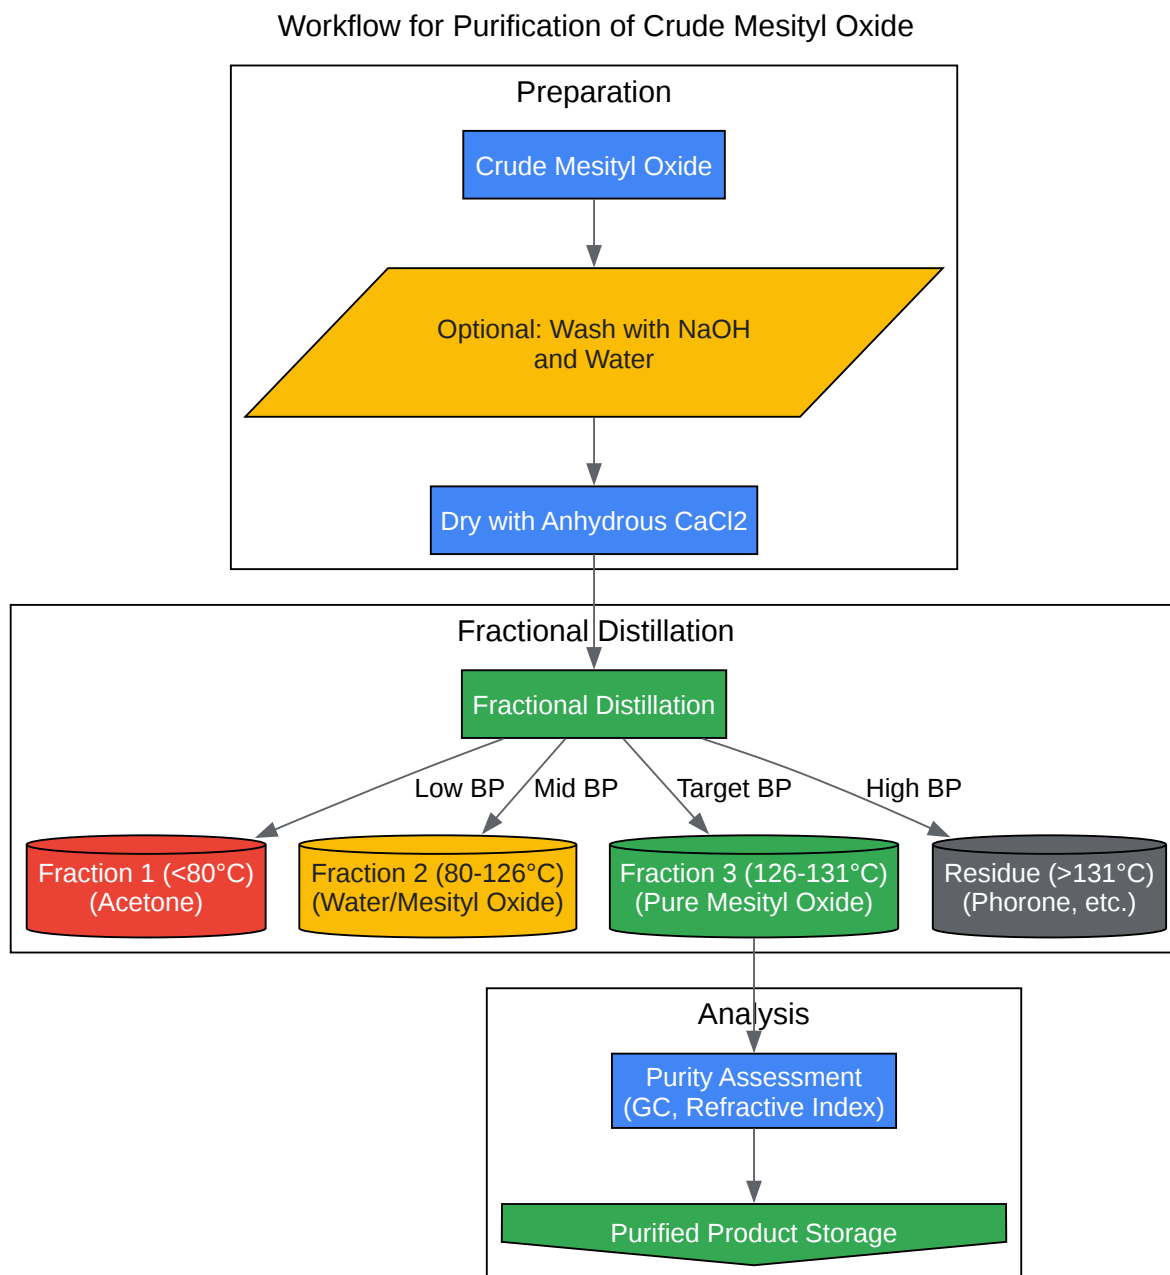 Workflow for Purification of Crude Mesityl Oxide
Preparation
Crude Mesityl Oxide
Optional: Wash with NaOH
and Water
Dry with Anhydrous CaCl2
Fractional Distillation
Fractional Distillation
Low BP
Mid BP
Target BP
High BP
Fraction 1 (<80°C)
(Acetone)
Fraction 2 (80-126°C)
(Water/Mesityl Oxide)
Fraction 3 (126-131°C)
(Pure Mesityl Oxide)
Residue (>131°C)
(Phorone, etc.)
Analysis
Purity Assessment
(GC, Refractive Index)
Purified Product Storage